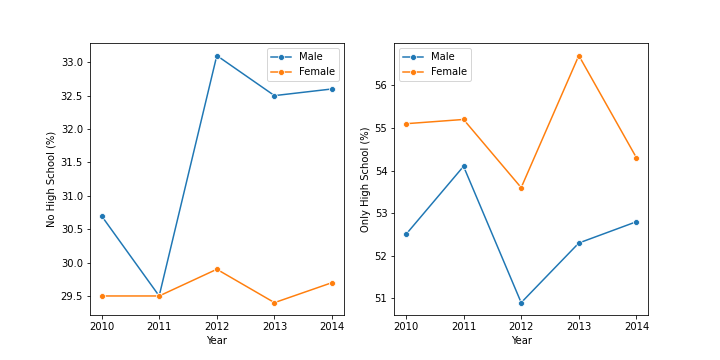 Male
Female
33.0
32.5
32.0
31.5
31.0
30.5
30.0
29.5
No High School (%)
2010 2011 2012 2013 2014
Year
Male
Female
56
55
54
53
52
51
Only High School (%)
2010 2011 2012 2013 2014
Year